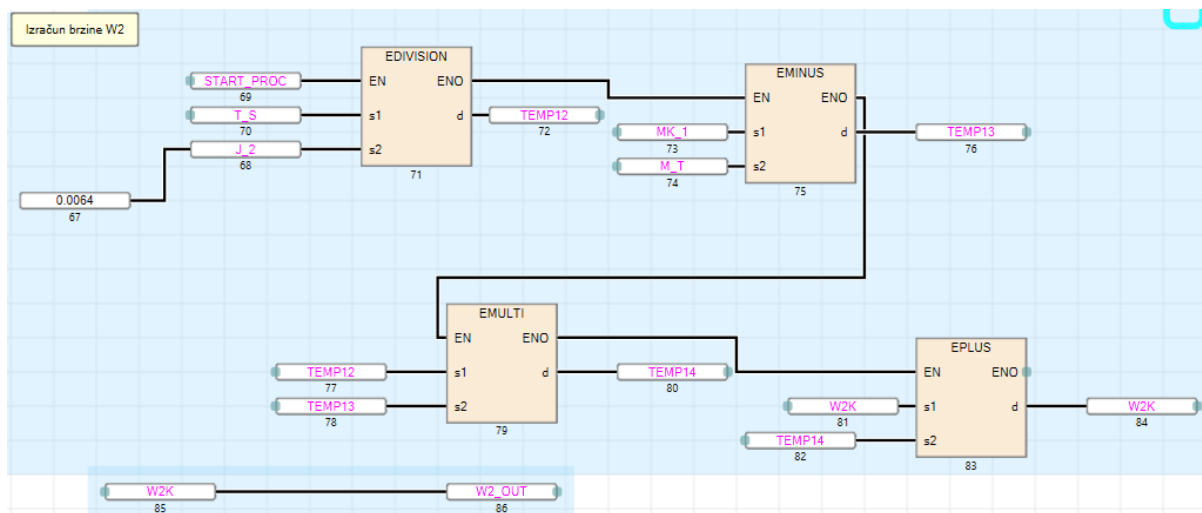 Izračun brzine W2
EDIVISION
START_PROC EN ENO
69
T_S s1 d TEMP12
70 72
J_2 s2
68 71
0.0064
67
EMINUS
EN ENO
MK_1 s1 d TEMP13
73 76
M_T s2
74 75
EMULTI
EN ENO
TEMP12 s1 d TEMP14
77 80
TEMP13 s2
78 79
EPLUS
EN ENO
W2K s1 d W2K
81 84
TEMP14 s2
82 83
W2K W2_OUT
85 86